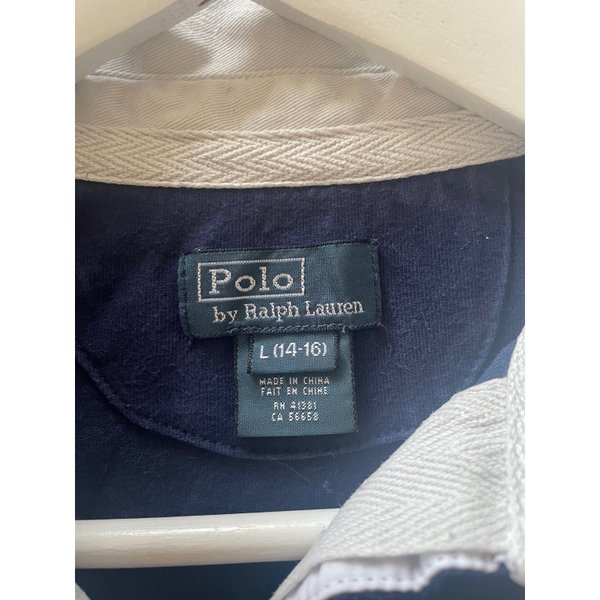 Polo
by Ralph Lauren
L (14-16)
MADE IN CHINA
FAIT EN CHINE
RN 41381
CA 56658